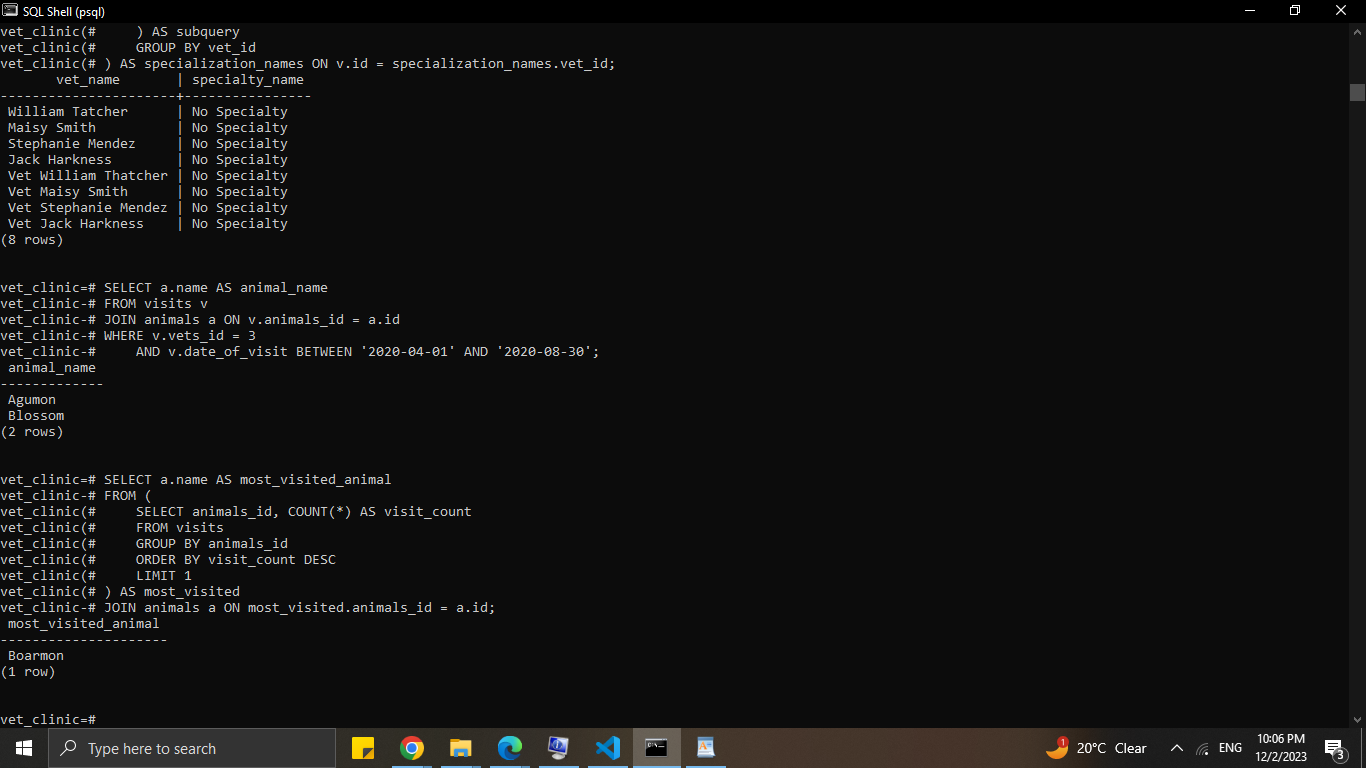 SQL Shell (psql)
vet_clinic(#     ) AS subquery
vet_clinic(#     GROUP BY vet_id
vet_clinic(# ) AS specialization_names ON v.id = specialization_names.vet_id;
       vet_name       | specialty_name
----------------------+----------------
 William Tatcher      | No Specialty
 Maisy Smith          | No Specialty
 Stephanie Mendez     | No Specialty
 Jack Harkness        | No Specialty
 Vet William Thatcher | No Specialty
 Vet Maisy Smith      | No Specialty
 Vet Stephanie Mendez | No Specialty
 Vet Jack Harkness    | No Specialty
(8 rows)
vet_clinic=# SELECT a.name AS animal_name
vet_clinic-# FROM visits v
vet_clinic-# JOIN animals a ON v.animals_id = a.id
vet_clinic-# WHERE v.vets_id = 3
vet_clinic-#     AND v.date_of_visit BETWEEN '2020-04-01' AND '2020-08-30';
 animal_name
-------------
 Agumon
 Blossom
(2 rows)
vet_clinic=# SELECT a.name AS most_visited_animal
vet_clinic-# FROM (
vet_clinic(#     SELECT animals_id, COUNT(*) AS visit_count
vet_clinic(#     FROM visits
vet_clinic(#     GROUP BY animals_id
vet_clinic(#     ORDER BY visit_count DESC
vet_clinic(#     LIMIT 1
vet_clinic(# ) AS most_visited
vet_clinic-# JOIN animals a ON most_visited.animals_id = a.id;
 most_visited_animal
---------------------
 Boarmon
(1 row)
vet_clinic=#
Type here to search
1
20°C Clear
ENG
10:06 PM
12/2/2023
3